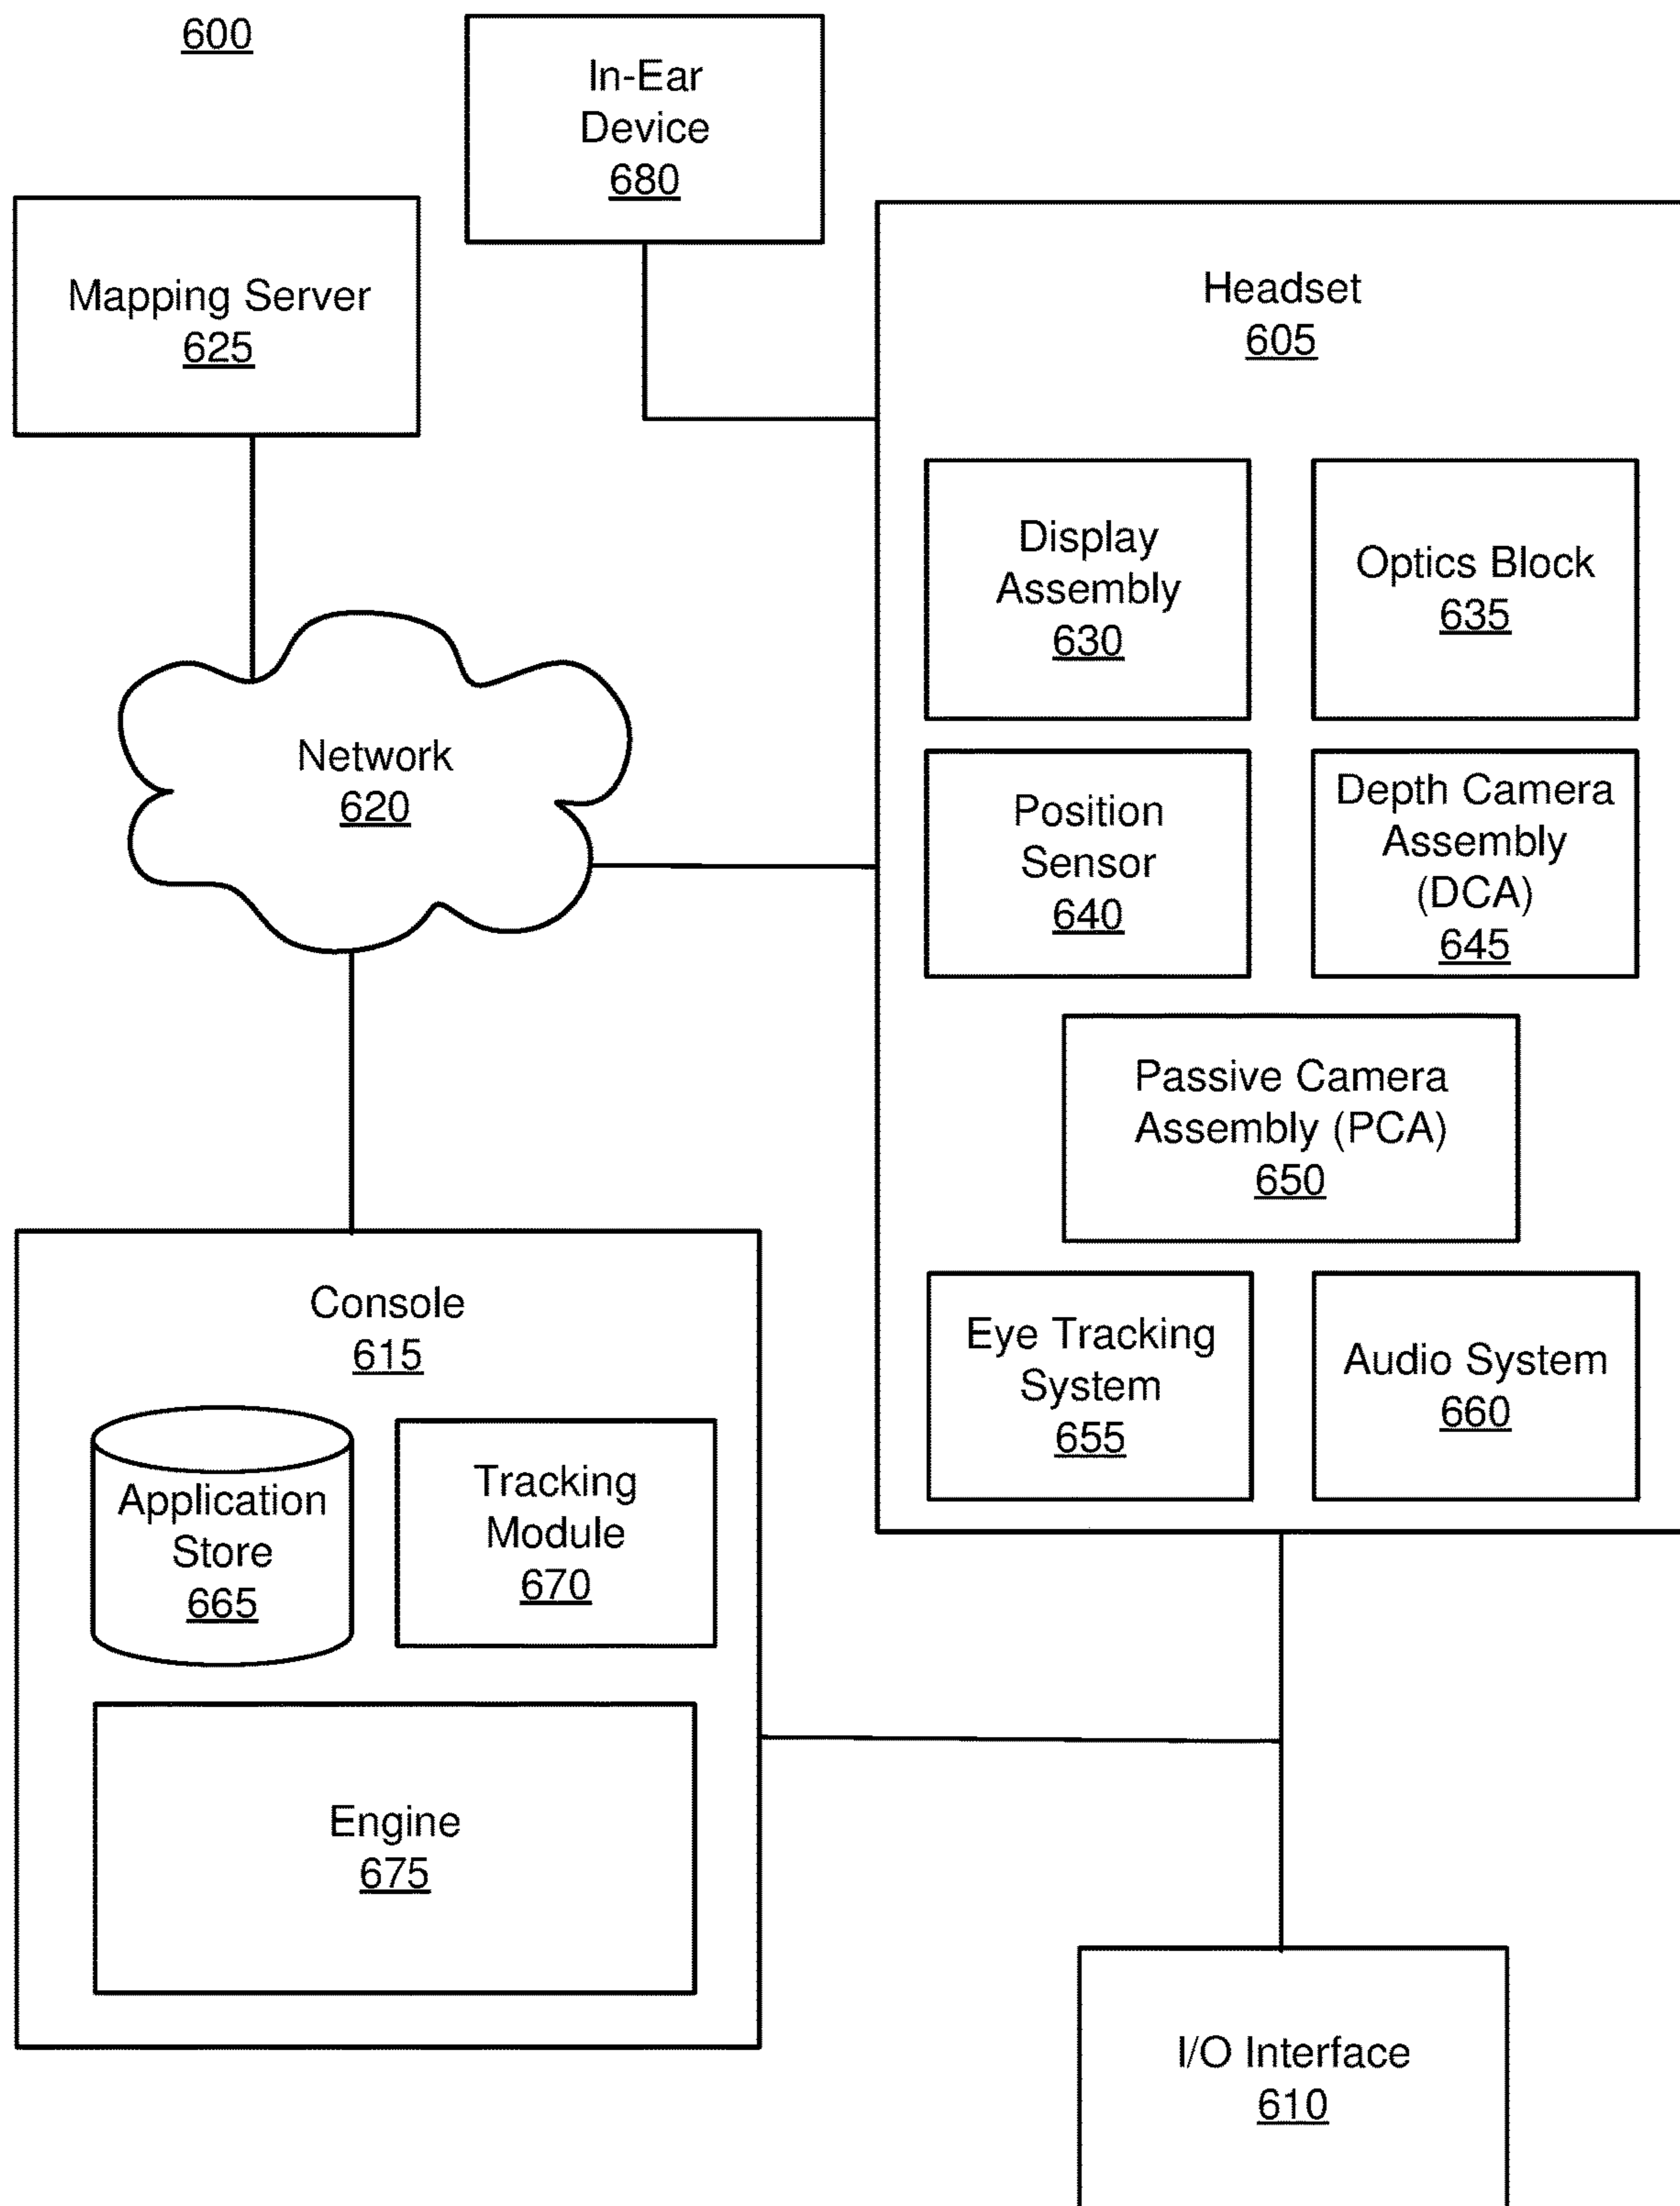 600
In-Ear
Device
680
Mapping Server
625
Headset
605
Display
Assembly
630
Optics Block
635
Network
620
Position
Sensor
640
Depth Camera
Assembly
(DCA)
645
Passive Camera
Assembly (PCA)
650
Console
615
Eye Tracking
System
655
Audio System
660
Application
Store
665
Tracking
Module
670
Engine
675
I/O Interface
610